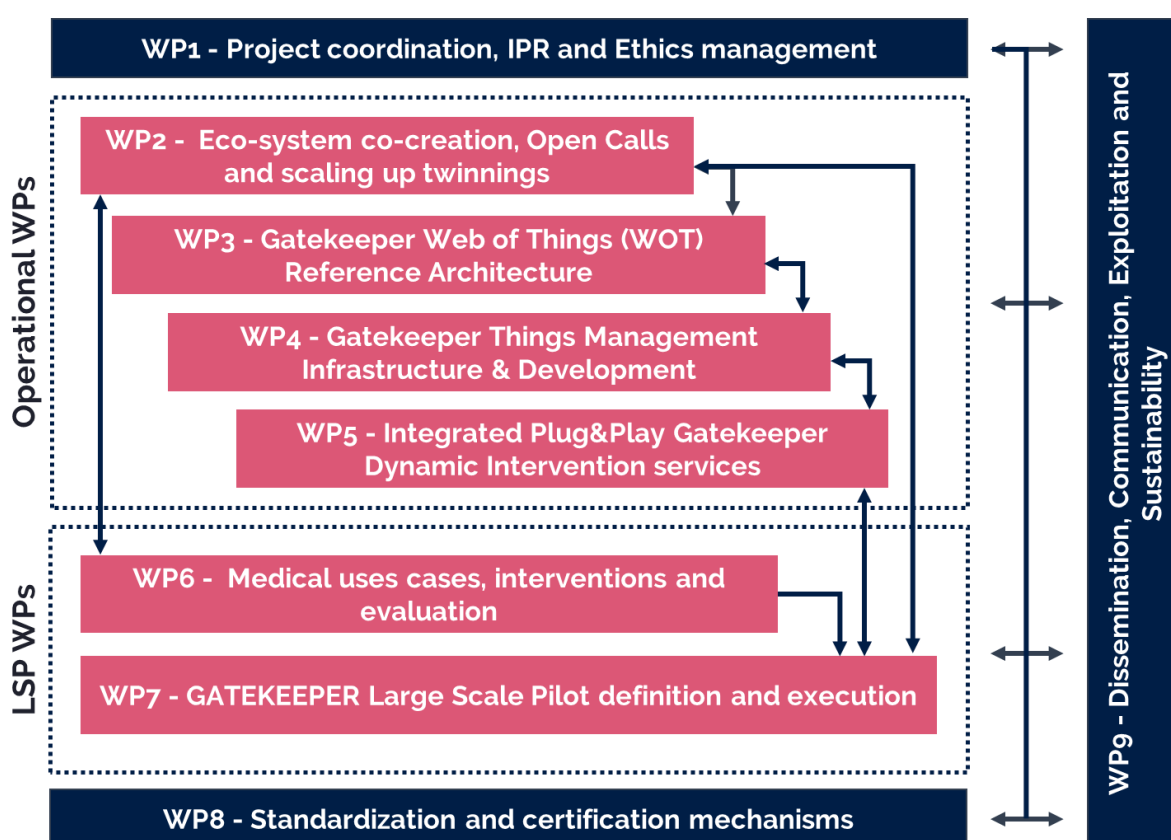 WP1 - Project coordination, IPR and Ethics management
Operational WPs
WP2 - Eco-system co-creation, Open Calls
and scaling up twinnings
WP3 - Gatekeeper Web of Things (WOT)
Reference Architecture
WP4 - Gatekeeper Things Management
Infrastructure & Development
WP5 - Integrated Plug&Play Gatekeeper
Dynamic Intervention services
LSP WPs
WP6 - Medical uses cases, interventions and
evaluation
WP7 - GATEKEEPER Large Scale Pilot definition and execution
WP8 - Standardization and certification mechanisms
WP9 - Dissemination, Communication, Exploitation and
Sustainability